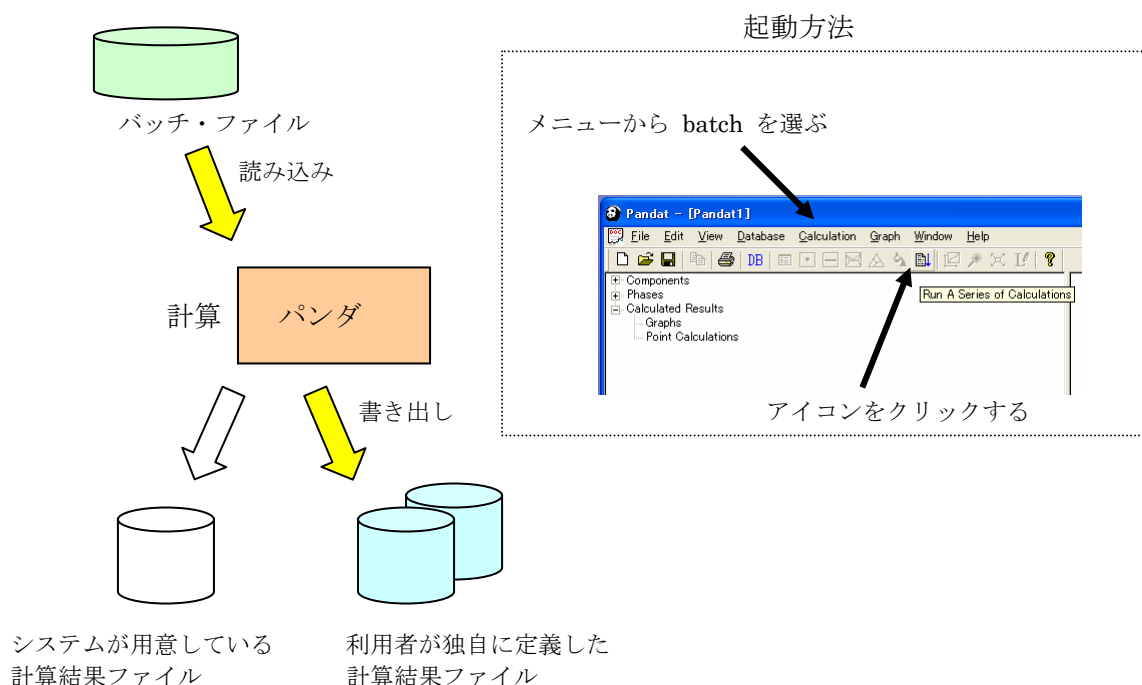 起動方法
バッチ・ファイル
読み込み
計算
パンダ
書き出し
システムが用意している
計算結果ファイル
利用者が独自に定義した
計算結果ファイル
メニューから batch を選ぶ
Pandat - [Pandat1]
File Edit View Database Calculation Graph Window Help
DB
Run A Series of Calculations
Components
Phases
Calculated Results
Graphs
Point Calculations
アイコンをクリックする